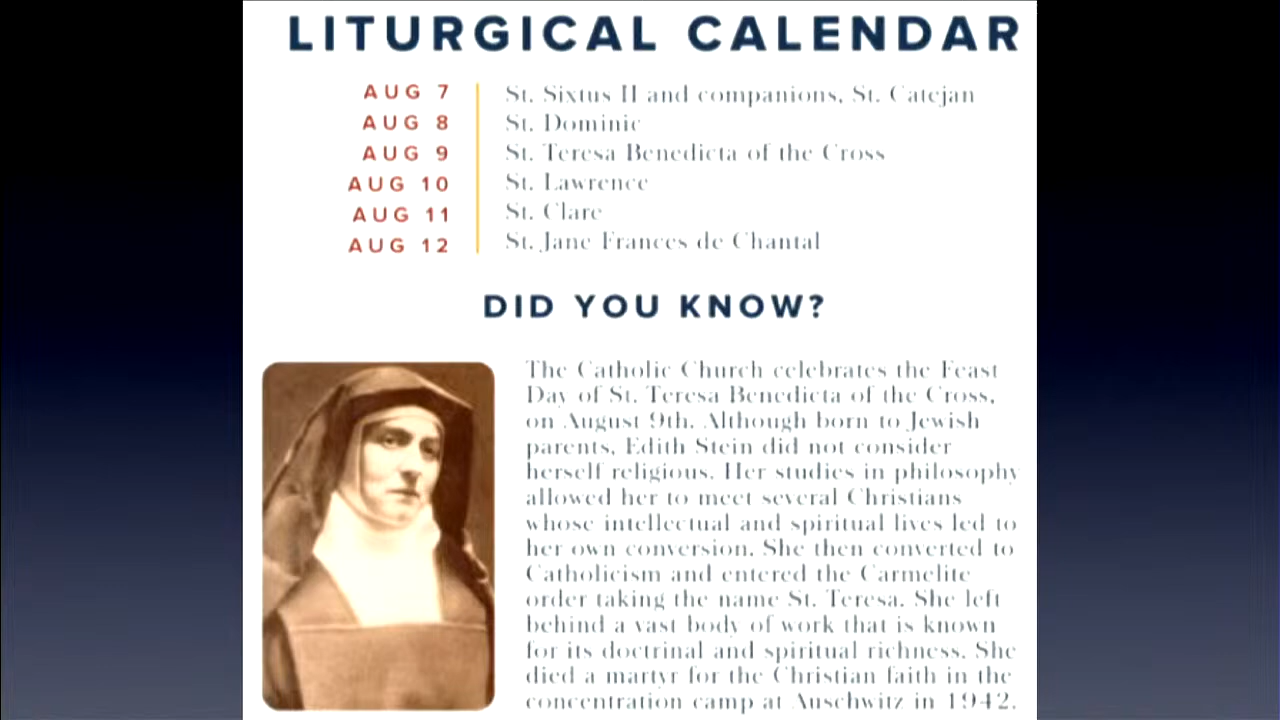 LITURGICAL CALENDAR
AUG 7 St. Sixtus II and companions, St. Catejan
AUG 8 St. Dominic
AUG 9 St. Teresa Benedicta of the Cross
AUG 10 St. Lawrence
AUG 11 St. Clare
AUG 12 St. Jane Frances de Chantal
DID YOU KNOW?
The Catholic Church celebrates the Feast
Day of St. Teresa Benedicta of the Cross,
on August 9th. Although born to Jewish
parents, Edith Stein did not consider
herself religious. Her studies in philosophy
allowed her to meet several Christians
whose intellectual and spiritual lives led to
her own conversion. She then converted to
Catholicism and entered the Carmelite
order taking the name St. Teresa. She left
behind a vast body of work that is known
for its doctrinal and spiritual richness. She
died a martyr for the Christian faith in the
concentration camp at Auschwitz in 1942.